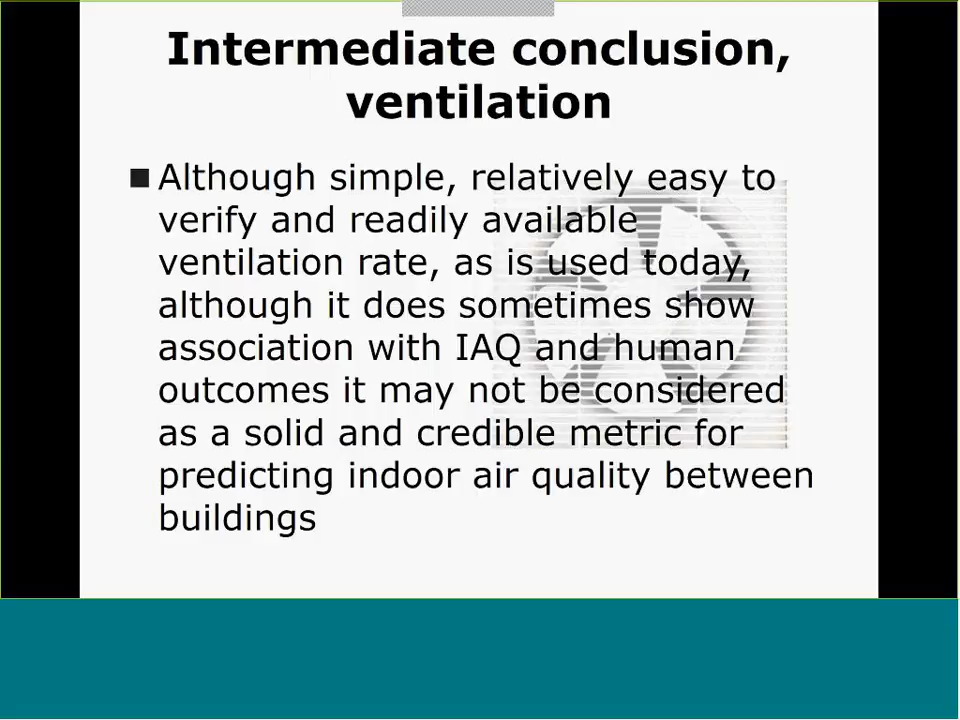 Intermediate conclusion,
ventilation
Although simple, relatively easy to
verify and readily available
ventilation rate, as is used today,
although it does sometimes show
association with IAQ and human
outcomes it may not be considered
as a solid and credible metric for
predicting indoor air quality between
buildings